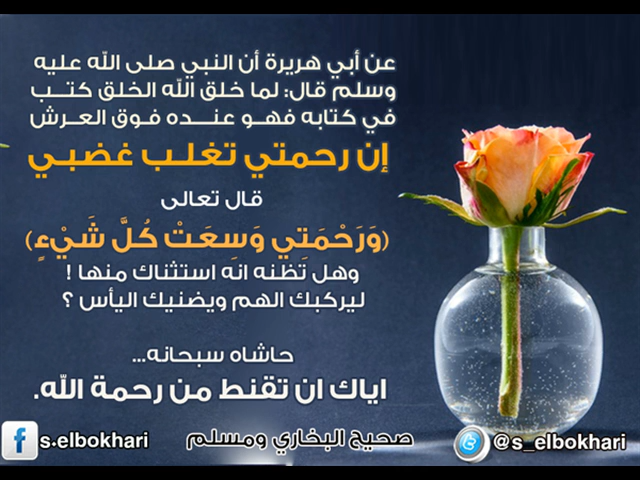 عن أبي هريرة أن النبي صلى الله عليه
وسلم قال: لما خلق الله الخلق كتب
في كتابه فهو عنده فوق العرش
إن رحمتي تغلب غضبي
قال تعالى
(وَرَحْمَتِي وَسِعَتْ كُلَّ شَيْءٍ)
وهل تظنه انه استثناك منها !
ليركبك الهم ويضنيك اليأس ؟
حاشاه سبحانه...
اياك ان تقنط من رحمة الله.
s.elbokhari
صحيح البخاري ومسلم
@s_elbokhari